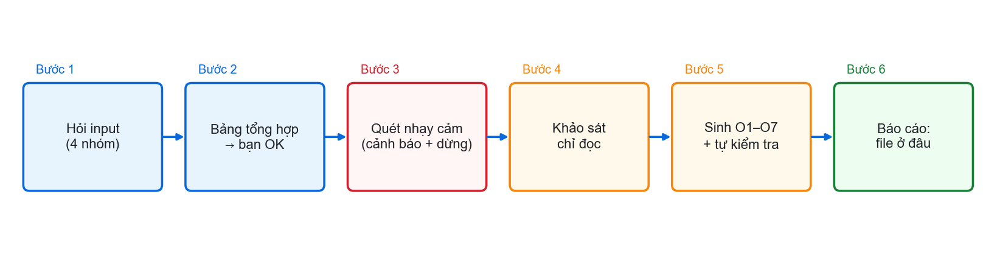 Bước 1
Hỏi input
(4 nhóm)
Bước 2
Bảng tổng hợp
→ bạn OK
Bước 3
Quét nhạy cảm
(cảnh báo + dừng)
Bước 4
Khảo sát
chỉ đọc
Bước 5
Sinh O1–O7
+ tự kiểm tra
Bước 6
Báo cáo:
file ở đâu